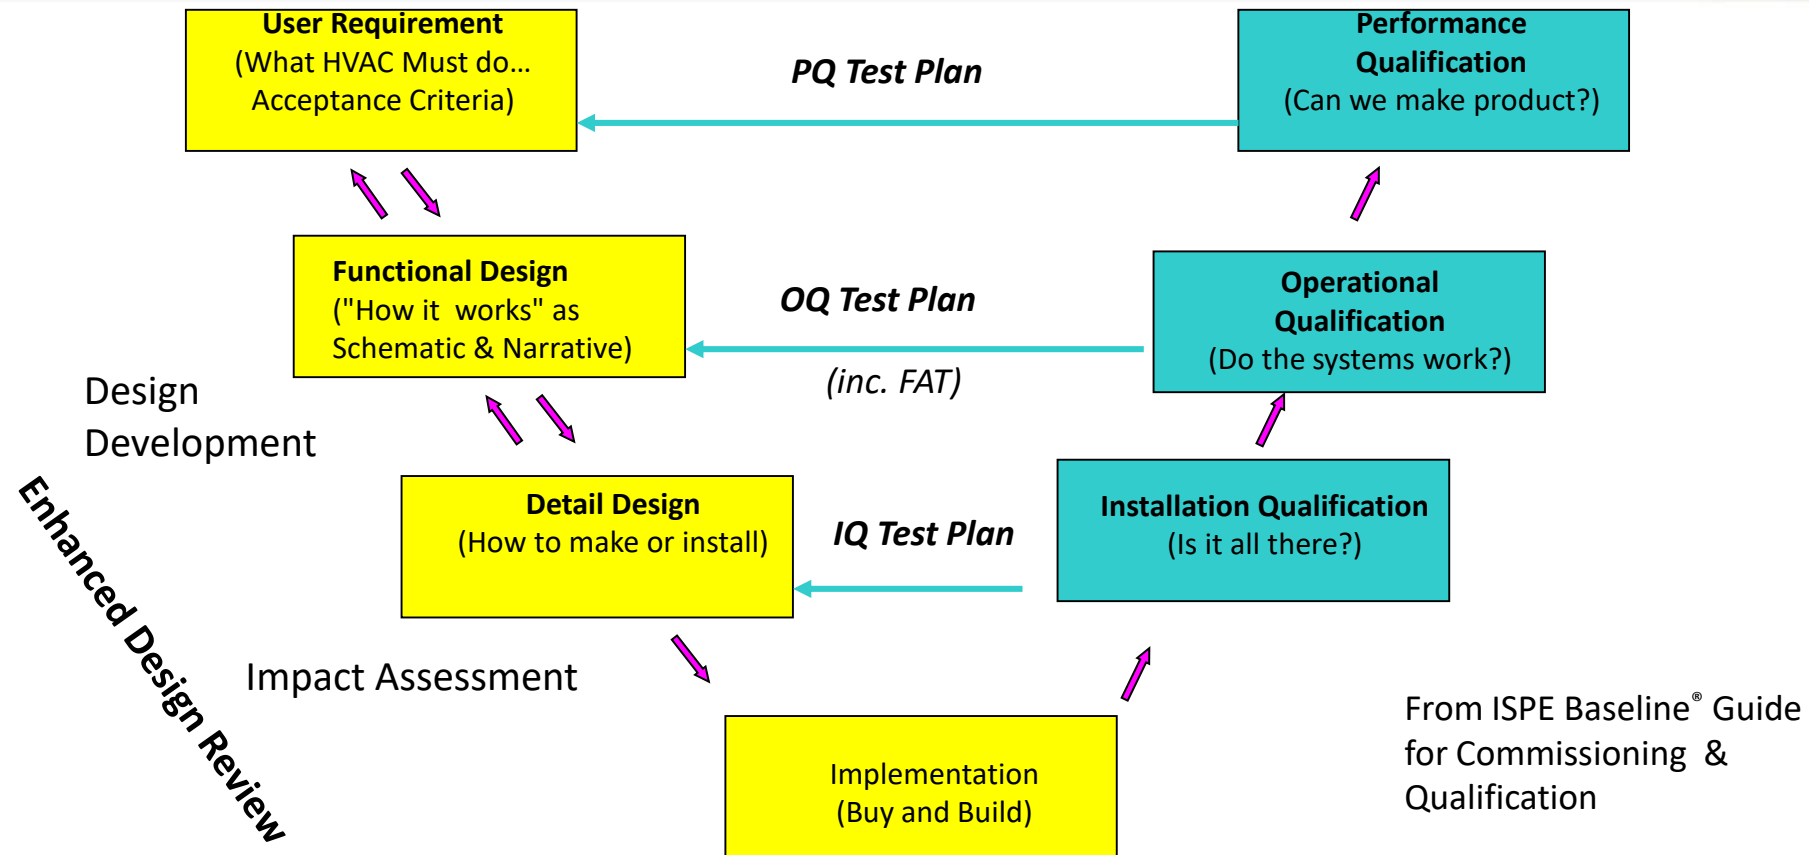 User Requirement
(What HVAC Must do…
Acceptance Criteria)
PQ Test Plan
Performance
Qualification
(Can we make product?)
Functional Design
("How it  works" as
Schematic & Narrative)
OQ Test Plan
(inc. FAT)
Operational
Qualification
(Do the systems work?)
Design
Development
Detail Design
(How to make or install)
IQ Test Plan
Installation Qualification
(Is it all there?)
Enhanced Design Review
Impact Assessment
Implementation
(Buy and Build)
From ISPE Baseline® Guide
for Commissioning  &
Qualification